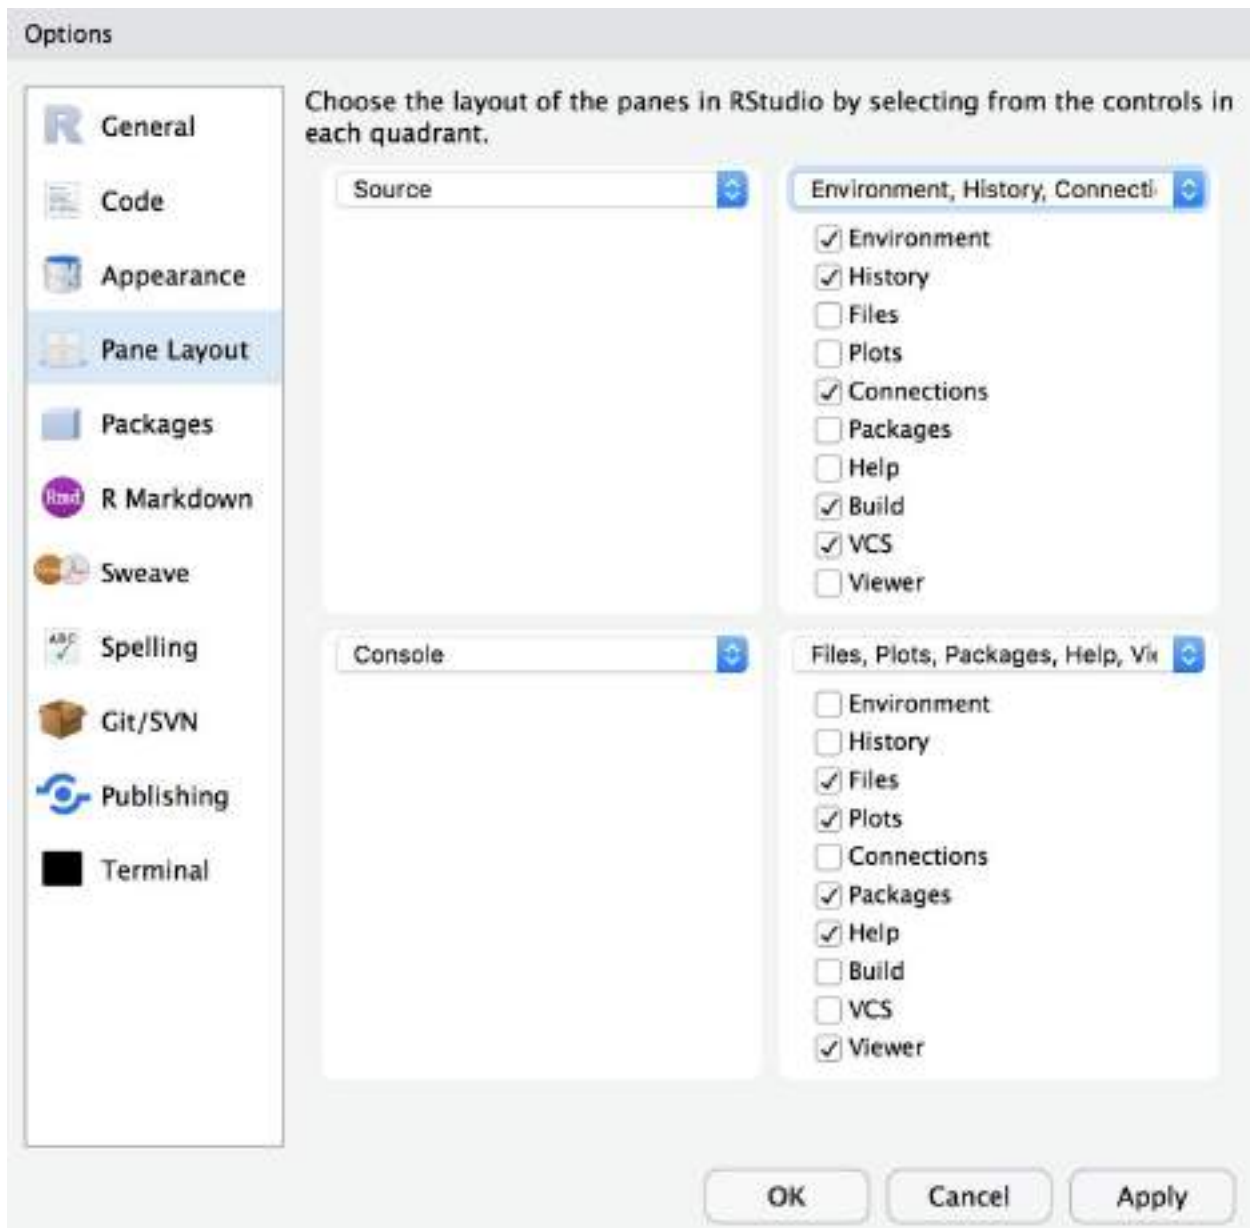 Options
General
Code
Appearance
Pane Layout
Packages
Rmd R Markdown
Sweave
ABC Spelling
Git/SVN
Publishing
Terminal
Choose the layout of the panes in RStudio by selecting from the controls in
each quadrant.
Source
Environment, History, Connecti
Environment
History
Files
Plots
Connections
Packages
Help
Build
VCS
Viewer
Console
Files, Plots, Packages, Help, Vi
Environment
History
Files
Plots
Connections
Packages
Help
Build
VCS
Viewer
OK
Cancel
Apply